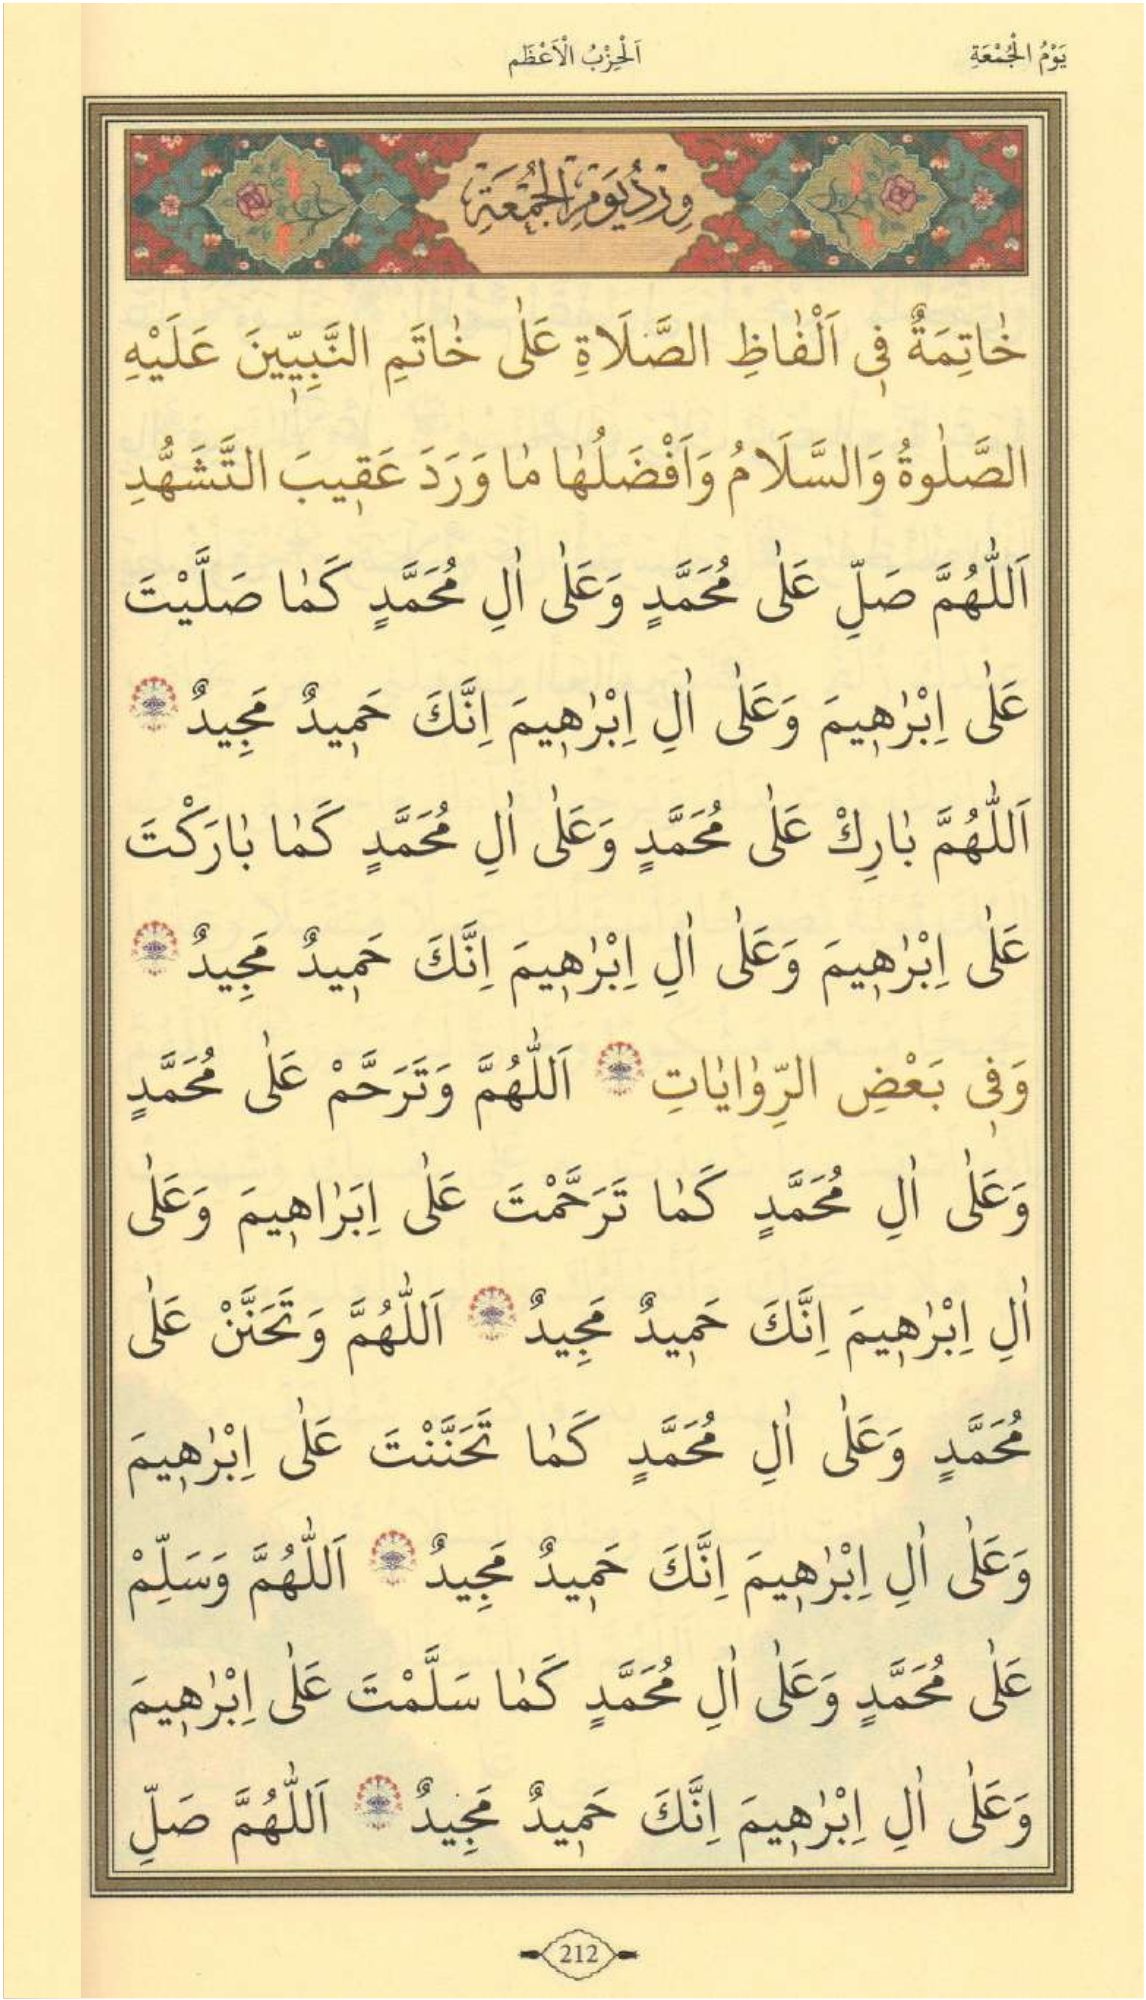 يَوْمُ الْجُمْعَةِ
اَلْحِزْبُ الْاَعْظَم
وِرْدُ يَوْمِ الْجُمُعَةِ
خٰاتِمَةٌ ف۪ي اَلْفٰاظِ الصَّلَاةِ عَلٰى خٰاتَمِ النَّبِيّ۪ينَ عَلَيْهِ
الصَّلٰوةُ وَالسَّلَامُ وَاَفْضَلُهٰا مٰا وَرَدَ عَق۪يبَ التَّشَهُّدِ
اَللّٰهُمَّ صَلِّ عَلٰى مُحَمَّدٍ وَعَلٰى اٰلِ مُحَمَّدٍ كَمٰا صَلَّيْتَ
عَلٰى اِبْرٰه۪يمَ وَعَلٰى اٰلِ اِبْرٰه۪يمَ اِنَّكَ حَم۪يدٌ مَج۪يدٌ
اَللّٰهُمَّ بٰارِكْ عَلٰى مُحَمَّدٍ وَعَلٰى اٰلِ مُحَمَّدٍ كَمٰا بٰارَكْتَ
عَلٰى اِبْرٰه۪يمَ وَعَلٰى اٰلِ اِبْرٰه۪يمَ اِنَّكَ حَم۪يدٌ مَج۪يدٌ
وَف۪ي بَعْضِ الرِّوٰايٰاتِ اَللّٰهُمَّ وَتَرَحَّمْ عَلٰى مُحَمَّدٍ
وَعَلٰى اٰلِ مُحَمَّدٍ كَمٰا تَرَحَّمْتَ عَلٰى اِبَرٰاه۪يمَ وَعَلٰى
اٰلِ اِبْرٰه۪يمَ اِنَّكَ حَم۪يدٌ مَج۪يدٌ اَللّٰهُمَّ وَتَحَنَّنْ عَلٰى
مُحَمَّدٍ وَعَلٰى اٰلِ مُحَمَّدٍ كَمٰا تَحَنَّنْتَ عَلٰى اِبْرٰه۪يمَ
وَعَلٰى اٰلِ اِبْرٰه۪يمَ اِنَّكَ حَم۪يدٌ مَج۪يدٌ اَللّٰهُمَّ وَسَلِّمْ
عَلٰى مُحَمَّدٍ وَعَلٰى اٰلِ مُحَمَّدٍ كَمٰا سَلَّمْتَ عَلٰى اِبْرٰه۪يمَ
وَعَلٰى اٰلِ اِبْرٰه۪يمَ اِنَّكَ حَم۪يدٌ مَج۪يدٌ اَللّٰهُمَّ صَلِّ
212